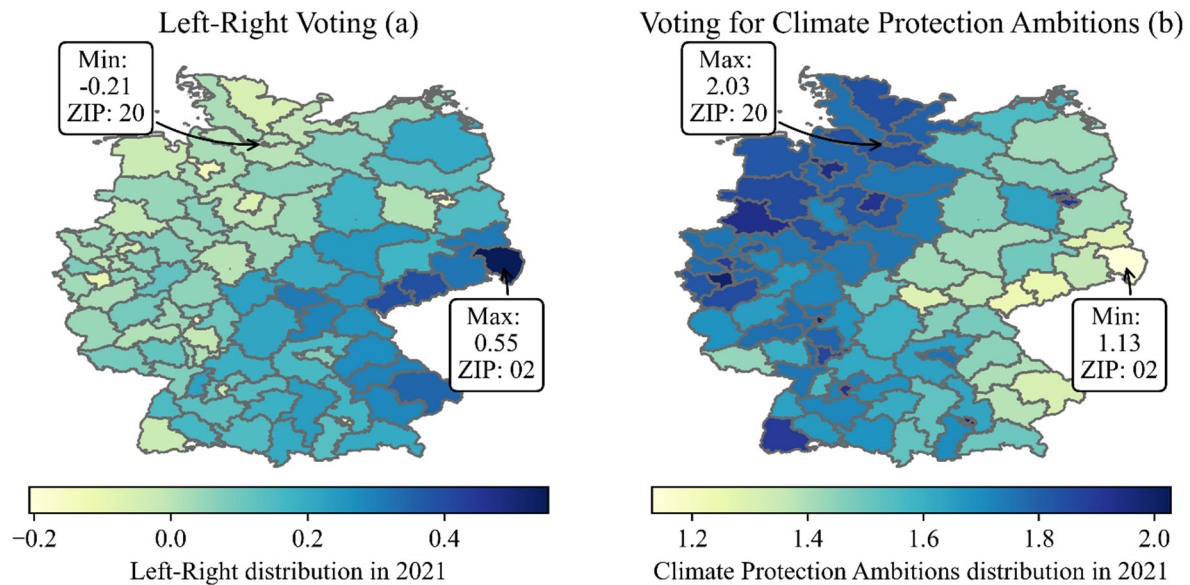 Left-Right Voting (a)
Min:
-0.21
ZIP: 20
Max:
0.55
ZIP: 02
−0.2 0.0 0.2 0.4
Left-Right distribution in 2021
Voting for Climate Protection Ambitions (b)
Max:
2.03
ZIP: 20
Min:
1.13
ZIP: 02
1.2 1.4 1.6 1.8 2.0
Climate Protection Ambitions distribution in 2021